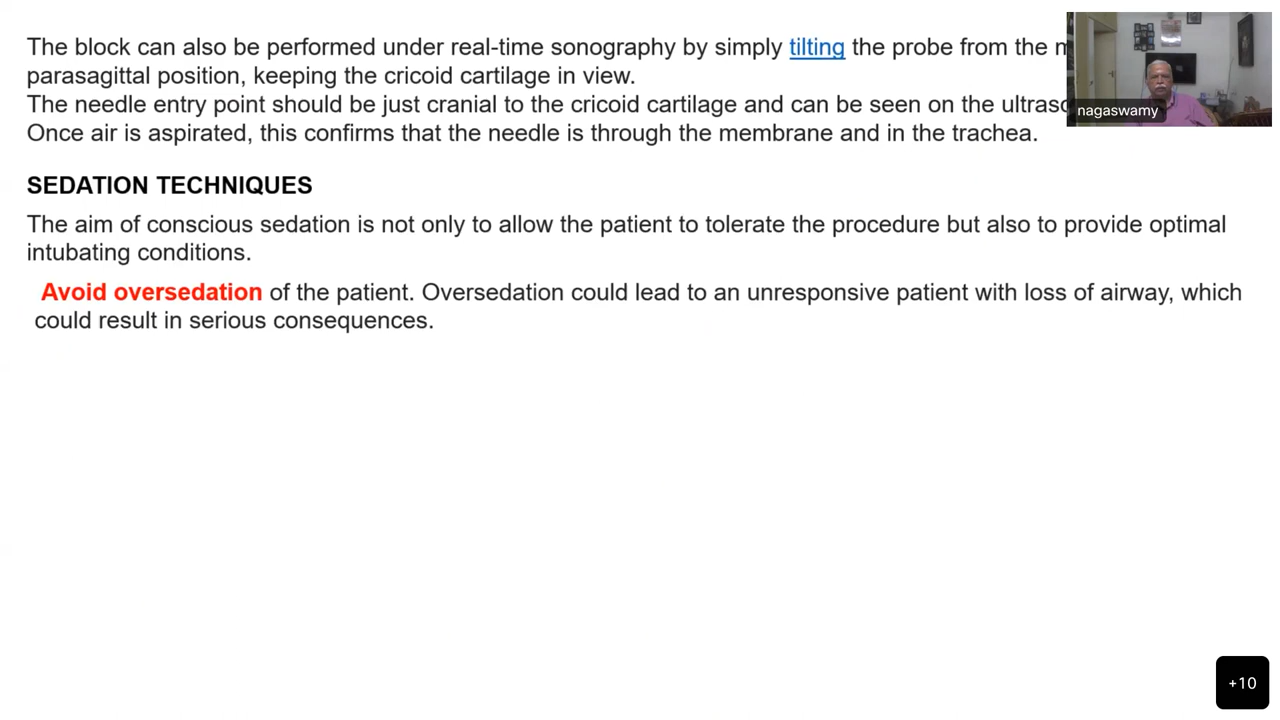 The block can also be performed under real-time sonography by simply tilting the probe from the
parasagittal position, keeping the cricoid cartilage in view.
The needle entry point should be just cranial to the cricoid cartilage and can be seen on the
Once air is aspirated, this confirms that the needle is through the membrane and in the trachea.
nagaswamy
SEDATION TECHNIQUES
The aim of conscious sedation is not only to allow the patient to tolerate the procedure but also to provide optimal
intubating conditions.
Avoid oversedation of the patient. Oversedation could lead to an unresponsive patient with loss of airway, which
could result in serious consequences.
+10